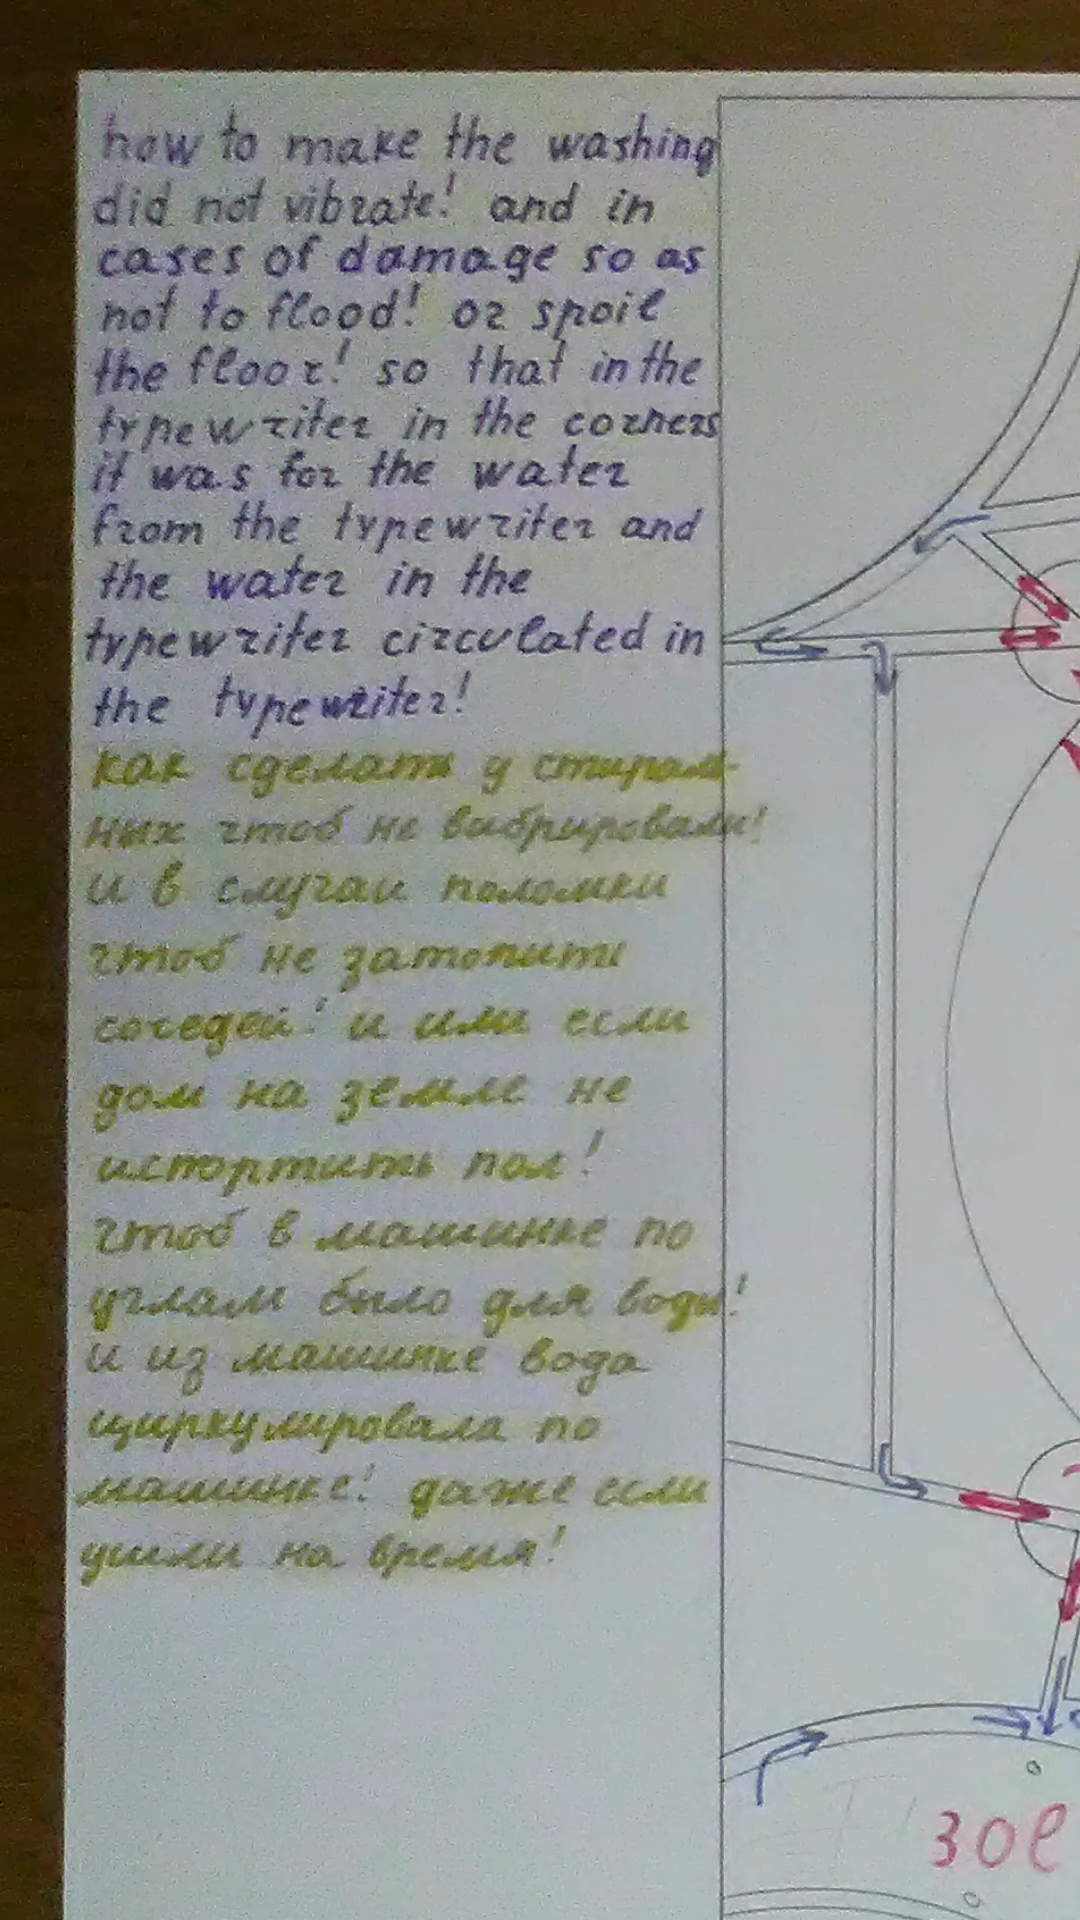 how to make the washing
did not vibrate! and in
cases of damage so as
not to flood! or spoil
the floor! so that in the
typewriter in the corners
it was for the water
from the typewriter and
the water in the
typewriter circulated in
the typewriter!
как сделать у стираль-
ных чтоб не вибрировали!
и в случаи поломки
чтоб не затопить
соседей! и или если
дом на земле не
испортить пол!
чтоб в машинке по
углам было для воды!
и из машинке вода
циркулировала по
машинке! даже если
ушли на время!
30л